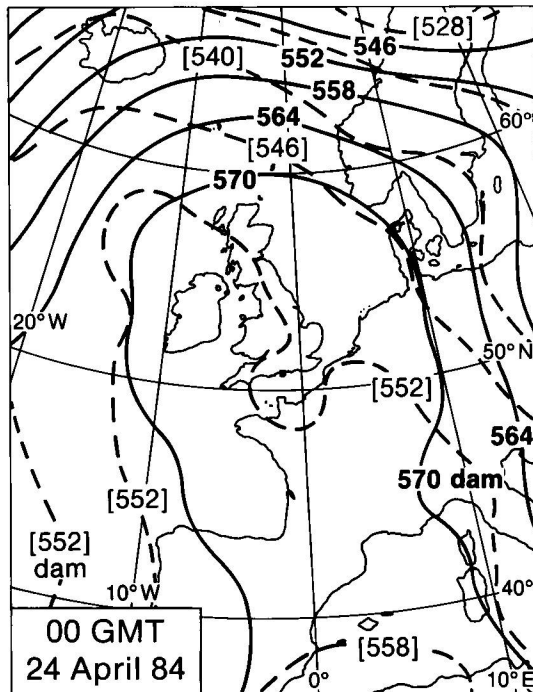 [528]
546
552
[540]
558
564
60°
[546]
570
20°W
50°N
[552]
564
570 dam
[552]
[552]
dam
10°W
40°
00 GMT
24 April 84
[558]
0°
10°E